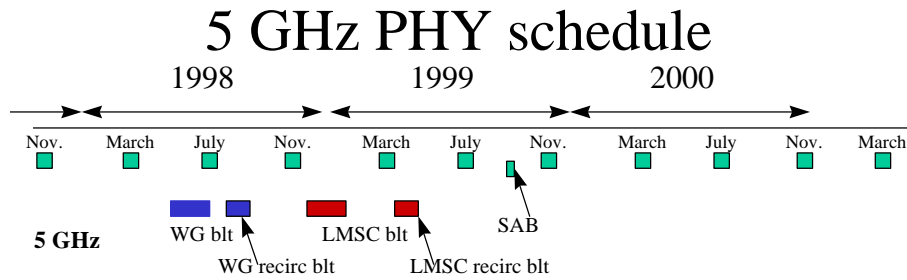 5 GHz PHY schedule
1998 1999 2000
Nov. March July Nov. March July Nov. March July Nov. March
SAB
5 GHz WG blt LMSC blt
WG recirc blt LMSC recirc blt